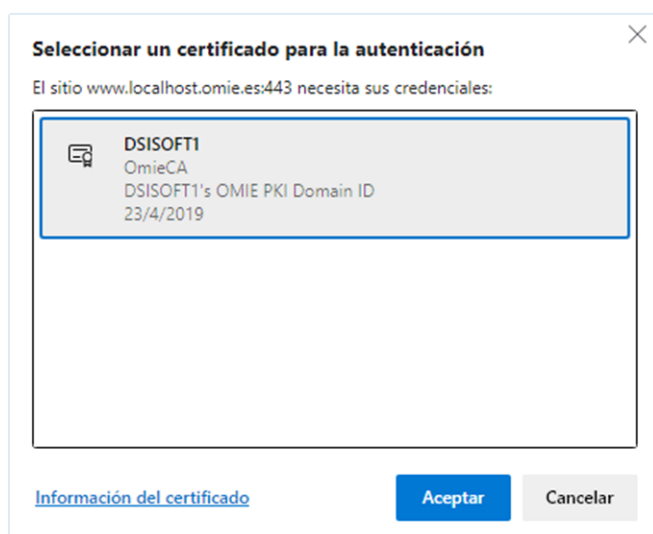 Seleccionar un certificado para la autenticación
El sitio www.localhost.omie.es:443 necesita sus credenciales:
DSISOFT1
OmieCA
DSISOFT1's OMIE PKI Domain ID
23/4/2019
Información del certificado
Aceptar
Cancelar